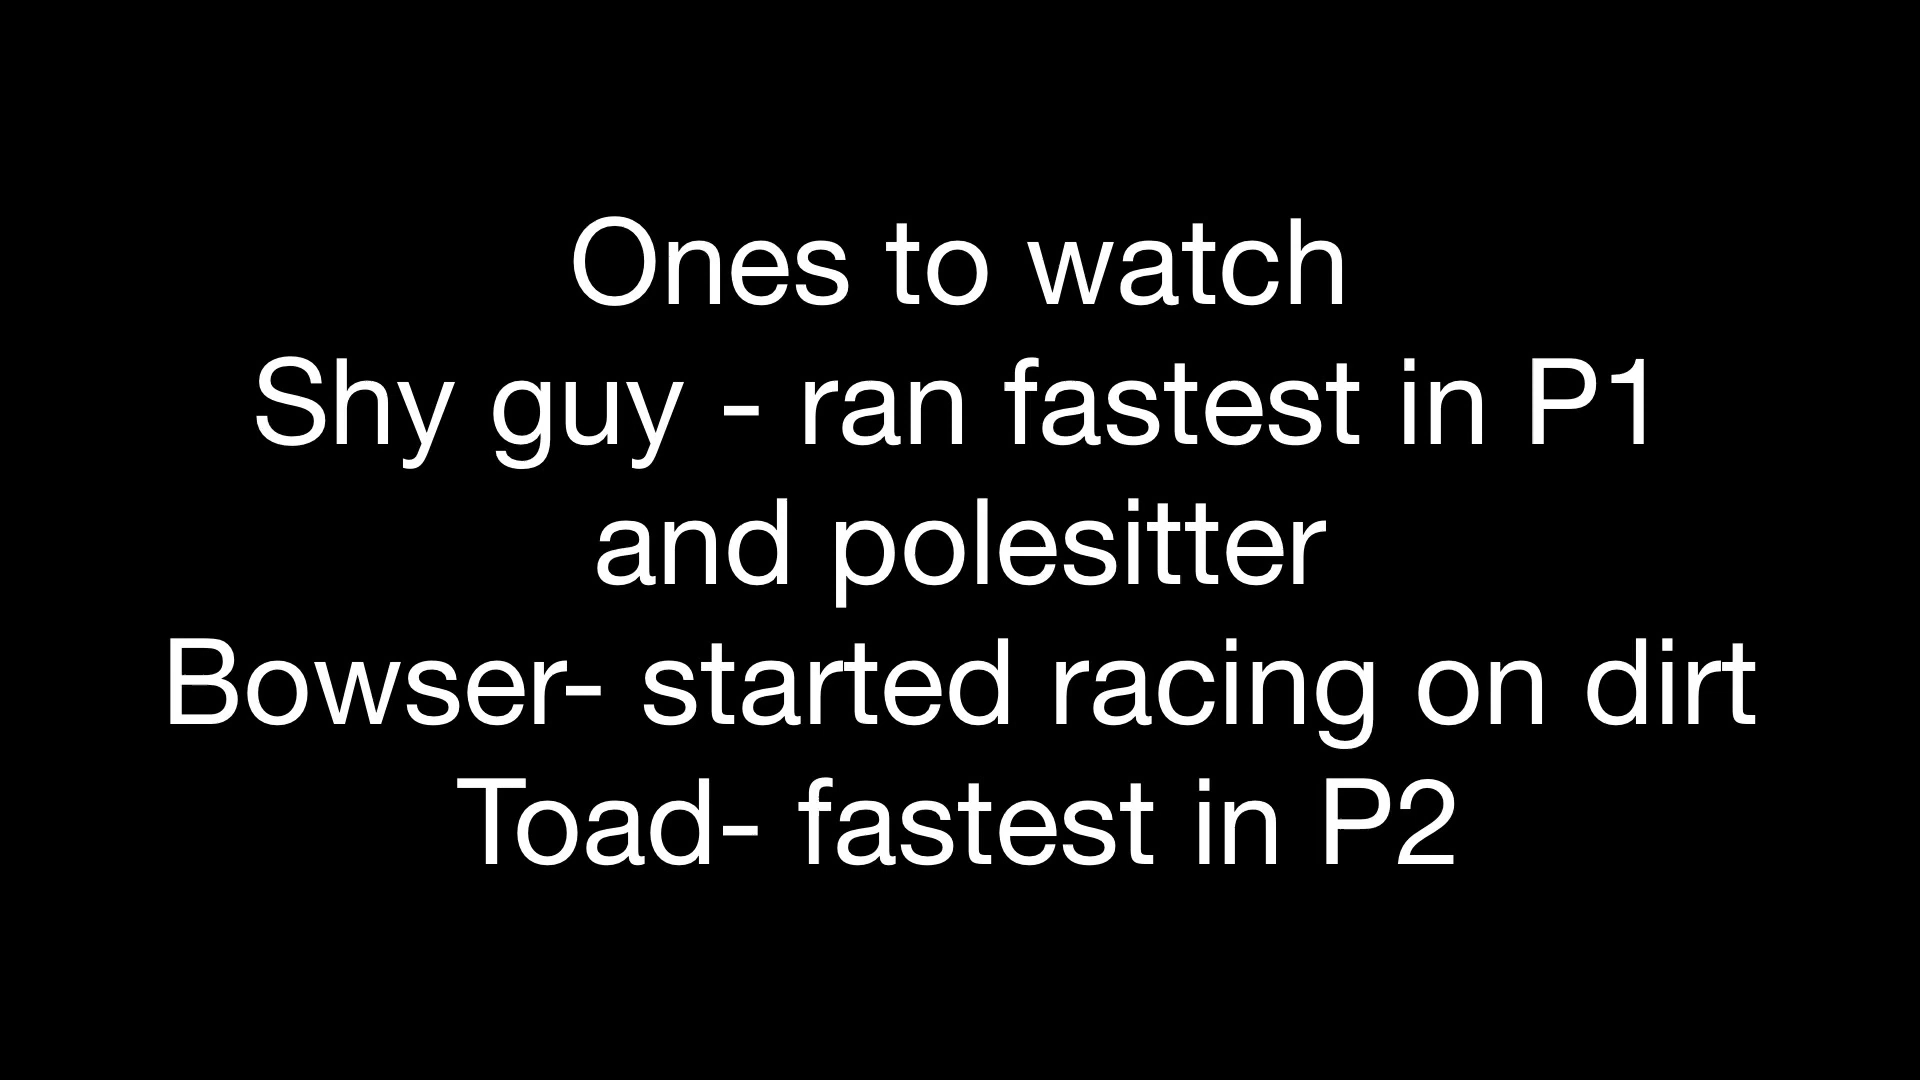 Ones to watch
Shy guy - ran fastest in P1
and polesitter
Bowser- started racing on dirt
Toad- fastest in P2